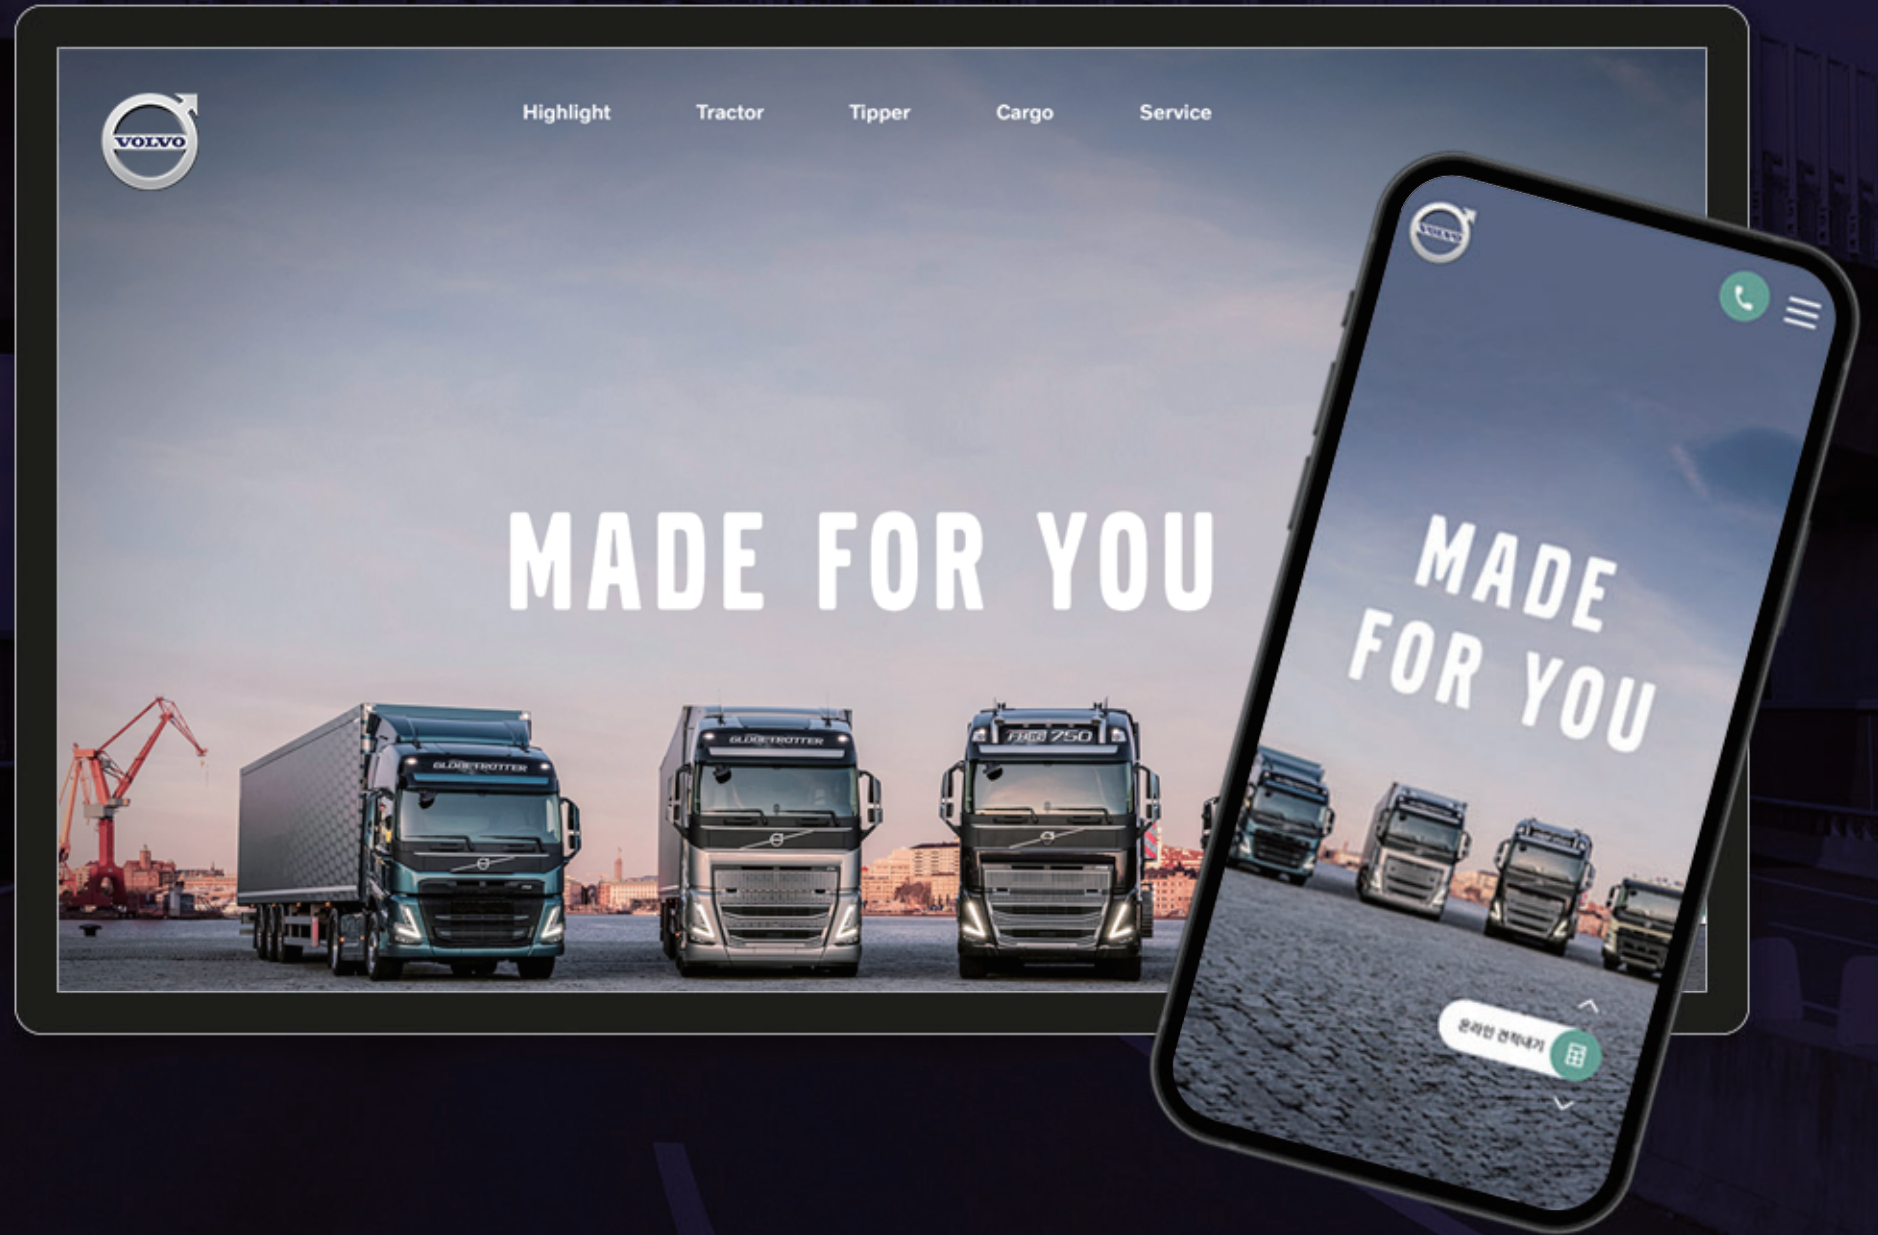 VOLVO
Highlight Tractor Tipper Cargo Service
MADE FOR YOU
GLOBETROTTER
GLOBETROTTER
FH16 750
VOLVO
MADE
FOR YOU
온라인 견적내기